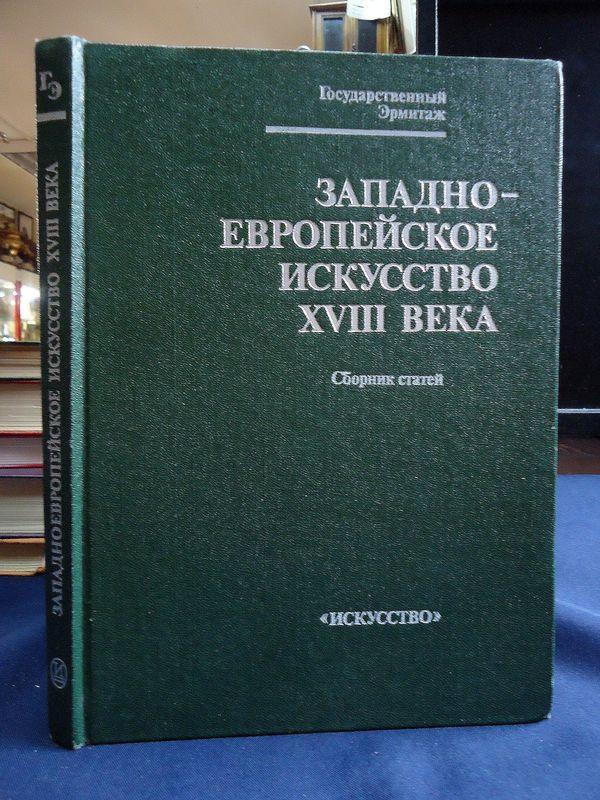 ГЭ
ЗАПАДНОЕВРОПЕЙСКОЕ ИСКУССТВО XVIII ВЕКА
Государственный
Эрмитаж
ЗАПАДНО-
ЕВРОПЕЙСКОЕ
ИСКУССТВО
XVIII ВЕКА
Сборник статей
«ИСКУССТВО»